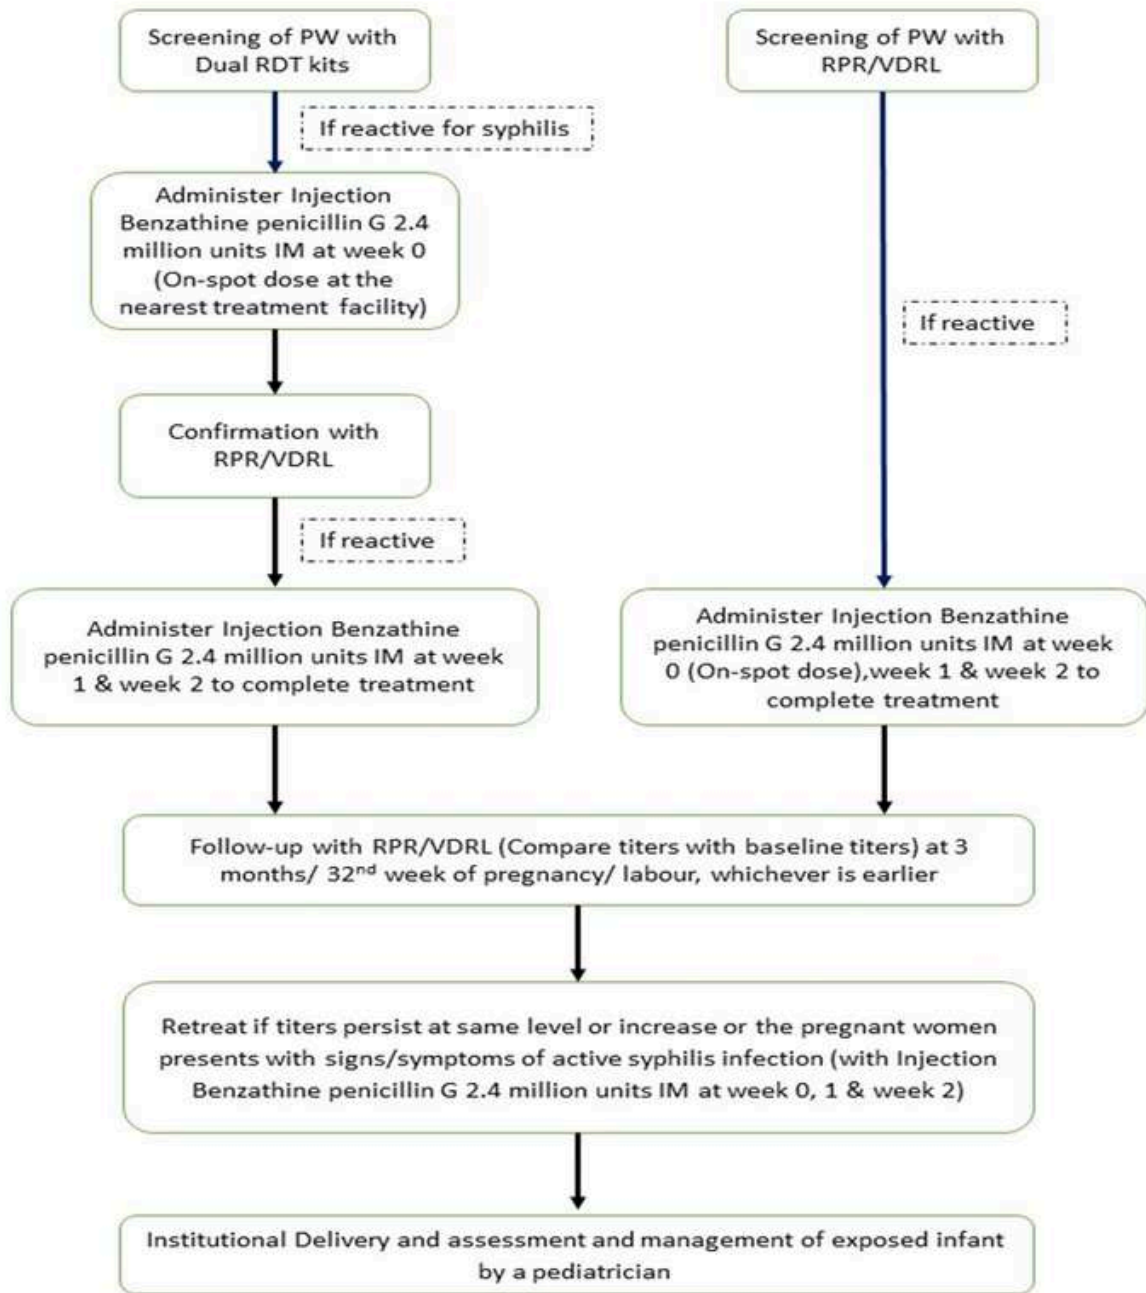 Screening of PW with
Dual RDT kits
Screening of PW with
RPR/VDRL
If reactive for syphilis
Administer Injection
Benzathine penicillin G 2.4
million units IM at week 0
(On-spot dose at the
nearest treatment facility)
If reactive
Confirmation with
RPR/VDRL
If reactive
Administer Injection Benzathine
penicillin G 2.4 million units IM at week
1 & week 2 to complete treatment
Administer Injection Benzathine
penicillin G 2.4 million units IM at week
0 (On-spot dose),week 1 & week 2 to
complete treatment
Follow-up with RPR/VDRL (Compare titers with baseline titers) at 3
months/ 32nd week of pregnancy/ labour, whichever is earlier
Retreat if titers persist at same level or increase or the pregnant women
presents with signs/symptoms of active syphilis infection (with Injection
Benzathine penicillin G 2.4 million units IM at week 0, 1 & week 2)
Institutional Delivery and assessment and management of exposed infant
by a pediatrician